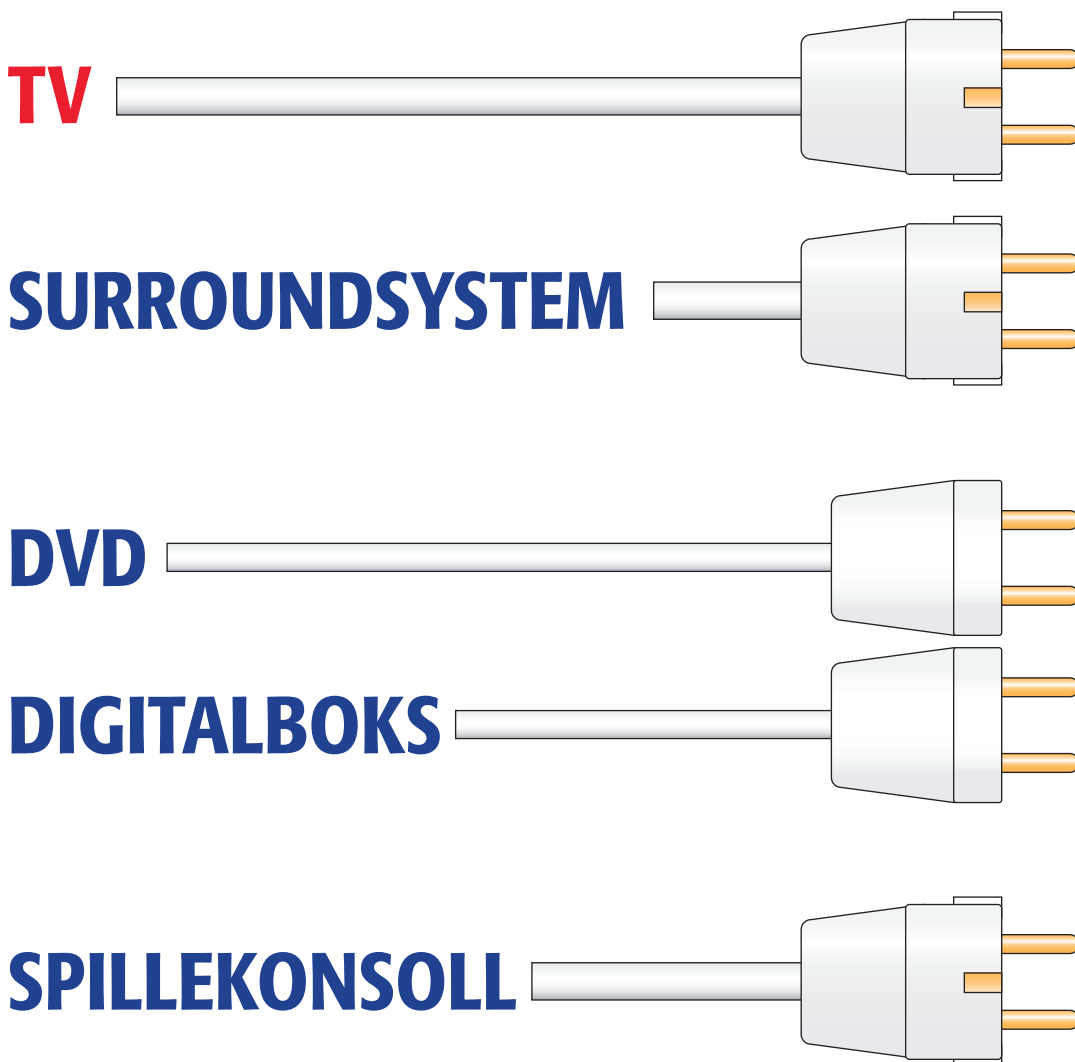 TV
SURROUNDSYSTEM
DVD
DIGITALBOKS
SPILLEKONSOLL